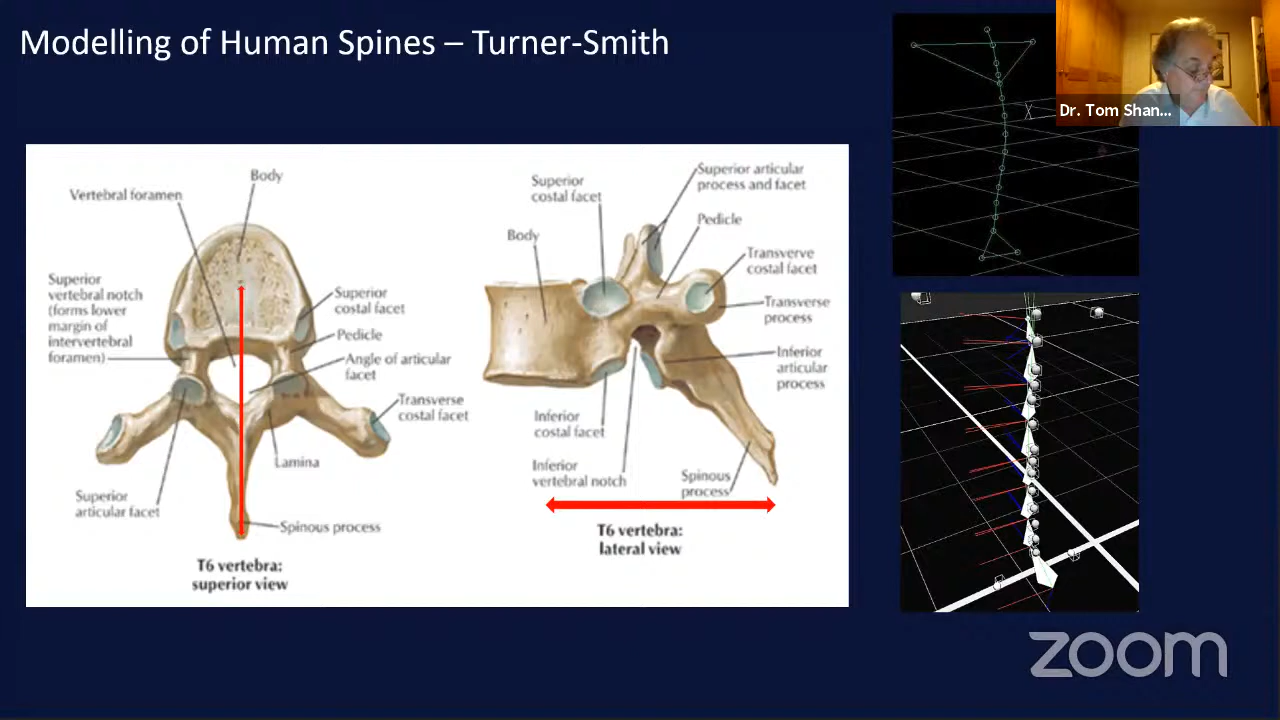 Modelling of Human Spines – Turner-Smith
Dr. Tom Shan...
Body
Vertebral foramen
Superior
vertebral notch
(forms lower
margin of
intervertebral
foramen)
Superior
costal facet
Pedicle
Angle of articular
facet
Transverse
costal facet
Lamina
Superior
articular facet
Spinous process
T6 vertebra:
superior view
Superior
costal facet
Superior articular
process and facet
Body
Pedicle
Transverve
costal facet
Transverse
process
Inferior
articular
process
Inferior
costal facet
Inferior
vertebral notch
Spinous
process
T6 vertebra:
lateral view
X
zoom